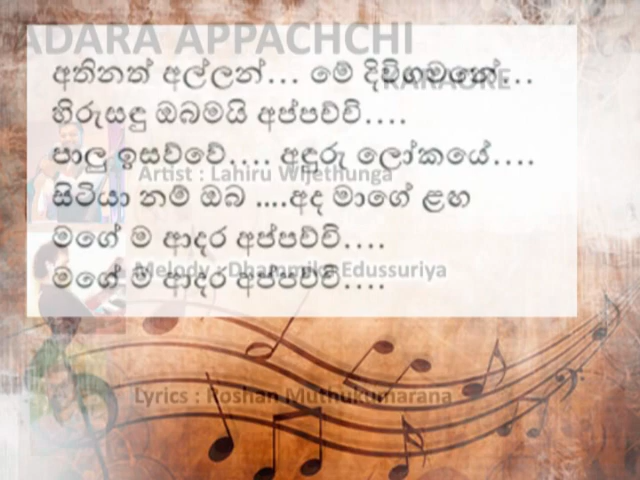 ADARA APPACHCHI
අතිනත් අල්ලන්... මේ දිවිගමනේ...
KARAOKE
හිරුසඳු ඔබමයි අප්පච්චි....
පාලු ඉසව්වේ.... අඳුරු ලෝකයේ....
Artist : Lahiru Wijethunga
සිටියා නම් ඔබ ....අද මාගේ ළඟ
මගේ ම ආදර අප්පච්චි....
Melody : Dhammika Edussuriya
මගේ ම ආදර අප්පච්චි....
Lyrics : Roshan Muthukumarana